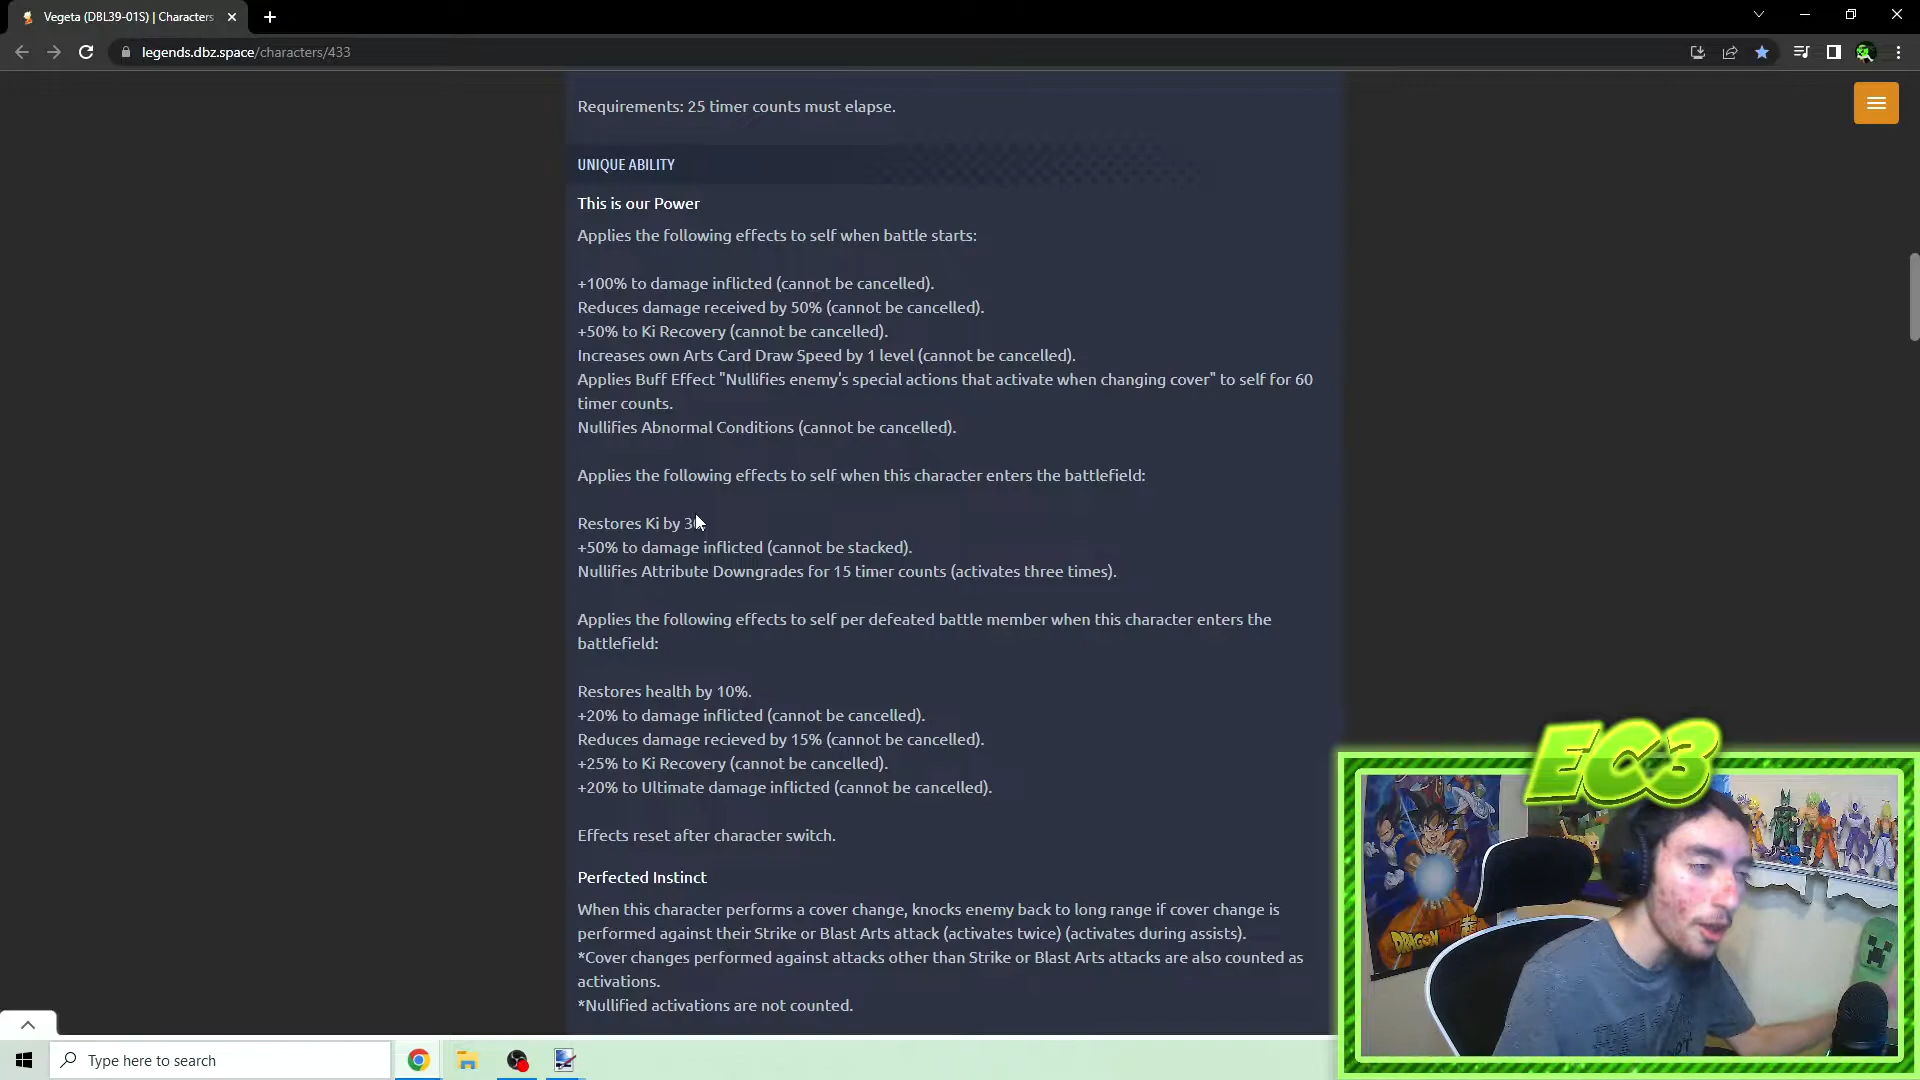 Vegeta (DBL39-01S) | Characters
legends.dbz.space/characters/433
Requirements: 25 timer counts must elapse.
UNIQUE ABILITY
This is our Power
Applies the following effects to self when battle starts:
+100% to damage inflicted (cannot be cancelled).
Reduces damage received by 50% (cannot be cancelled).
+50% to Ki Recovery (cannot be cancelled).
Increases own Arts Card Draw Speed by 1 level (cannot be cancelled).
Applies Buff Effect "Nullifies enemy's special actions that activate when changing cover" to self for 60
timer counts.
Nullifies Abnormal Conditions (cannot be cancelled).
Applies the following effects to self when this character enters the battlefield:
Restores Ki by
+50% to damage inflicted (cannot be stacked).
Nullifies Attribute Downgrades for 15 timer counts (activates three times).
Applies the following effects to self per defeated battle member when this character enters the
battlefield:
Restores health by 10%.
+20% to damage inflicted (cannot be cancelled).
Reduces damage recieved by 15% (cannot be cancelled).
+25% to Ki Recovery (cannot be cancelled).
+20% to Ultimate damage inflicted (cannot be cancelled).
Effects reset after character switch.
Perfected Instinct
When this character performs a cover change, knocks enemy back to long range if cover change is
performed against their Strike or Blast Arts attack (activates twice) (activates during assists).
*Cover changes performed against attacks other than Strike or Blast Arts attacks are also counted as
activations.
*Nullified activations are not counted.
EC3
DRAGON BALL
Type here to search